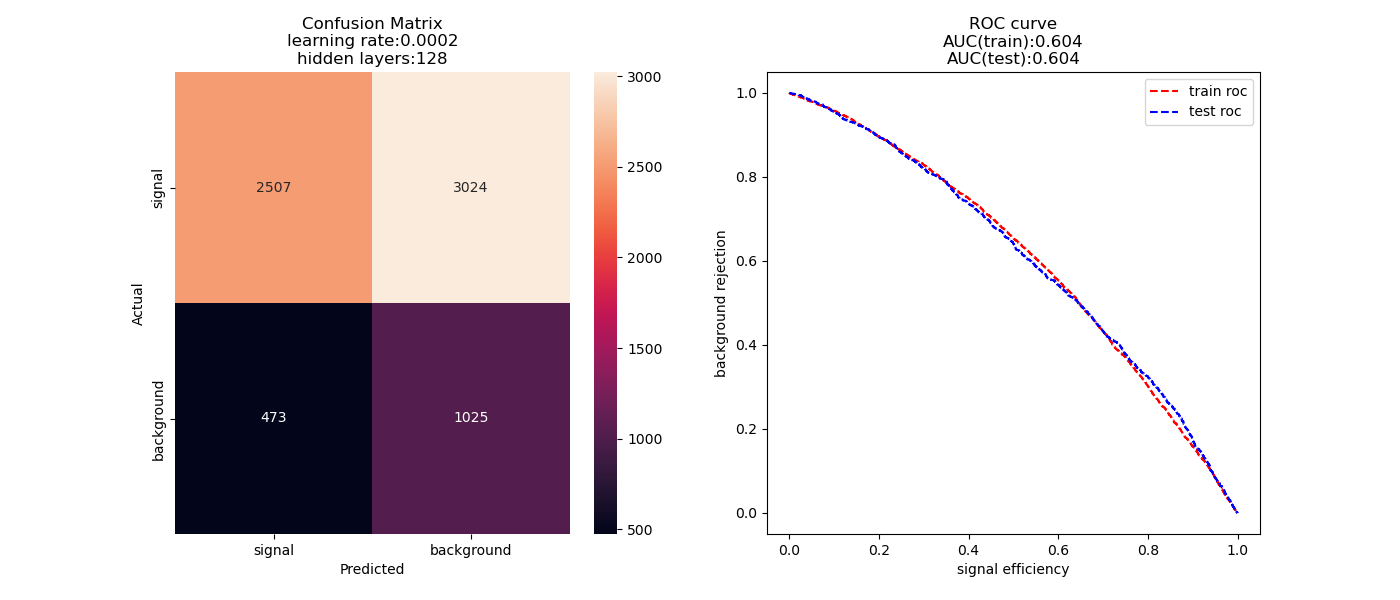 Confusion Matrix
learning rate:0.0002
hidden layers:128
signal
background
Actual
2507
3024
473
1025
signal
background
Predicted
3000
2500
2000
1500
1000
500
ROC curve
AUC(train):0.604
AUC(test):0.604
train roc
test roc
1.0
0.8
0.6
0.4
0.2
0.0
background rejection
0.0
0.2
0.4
0.6
0.8
1.0
signal efficiency